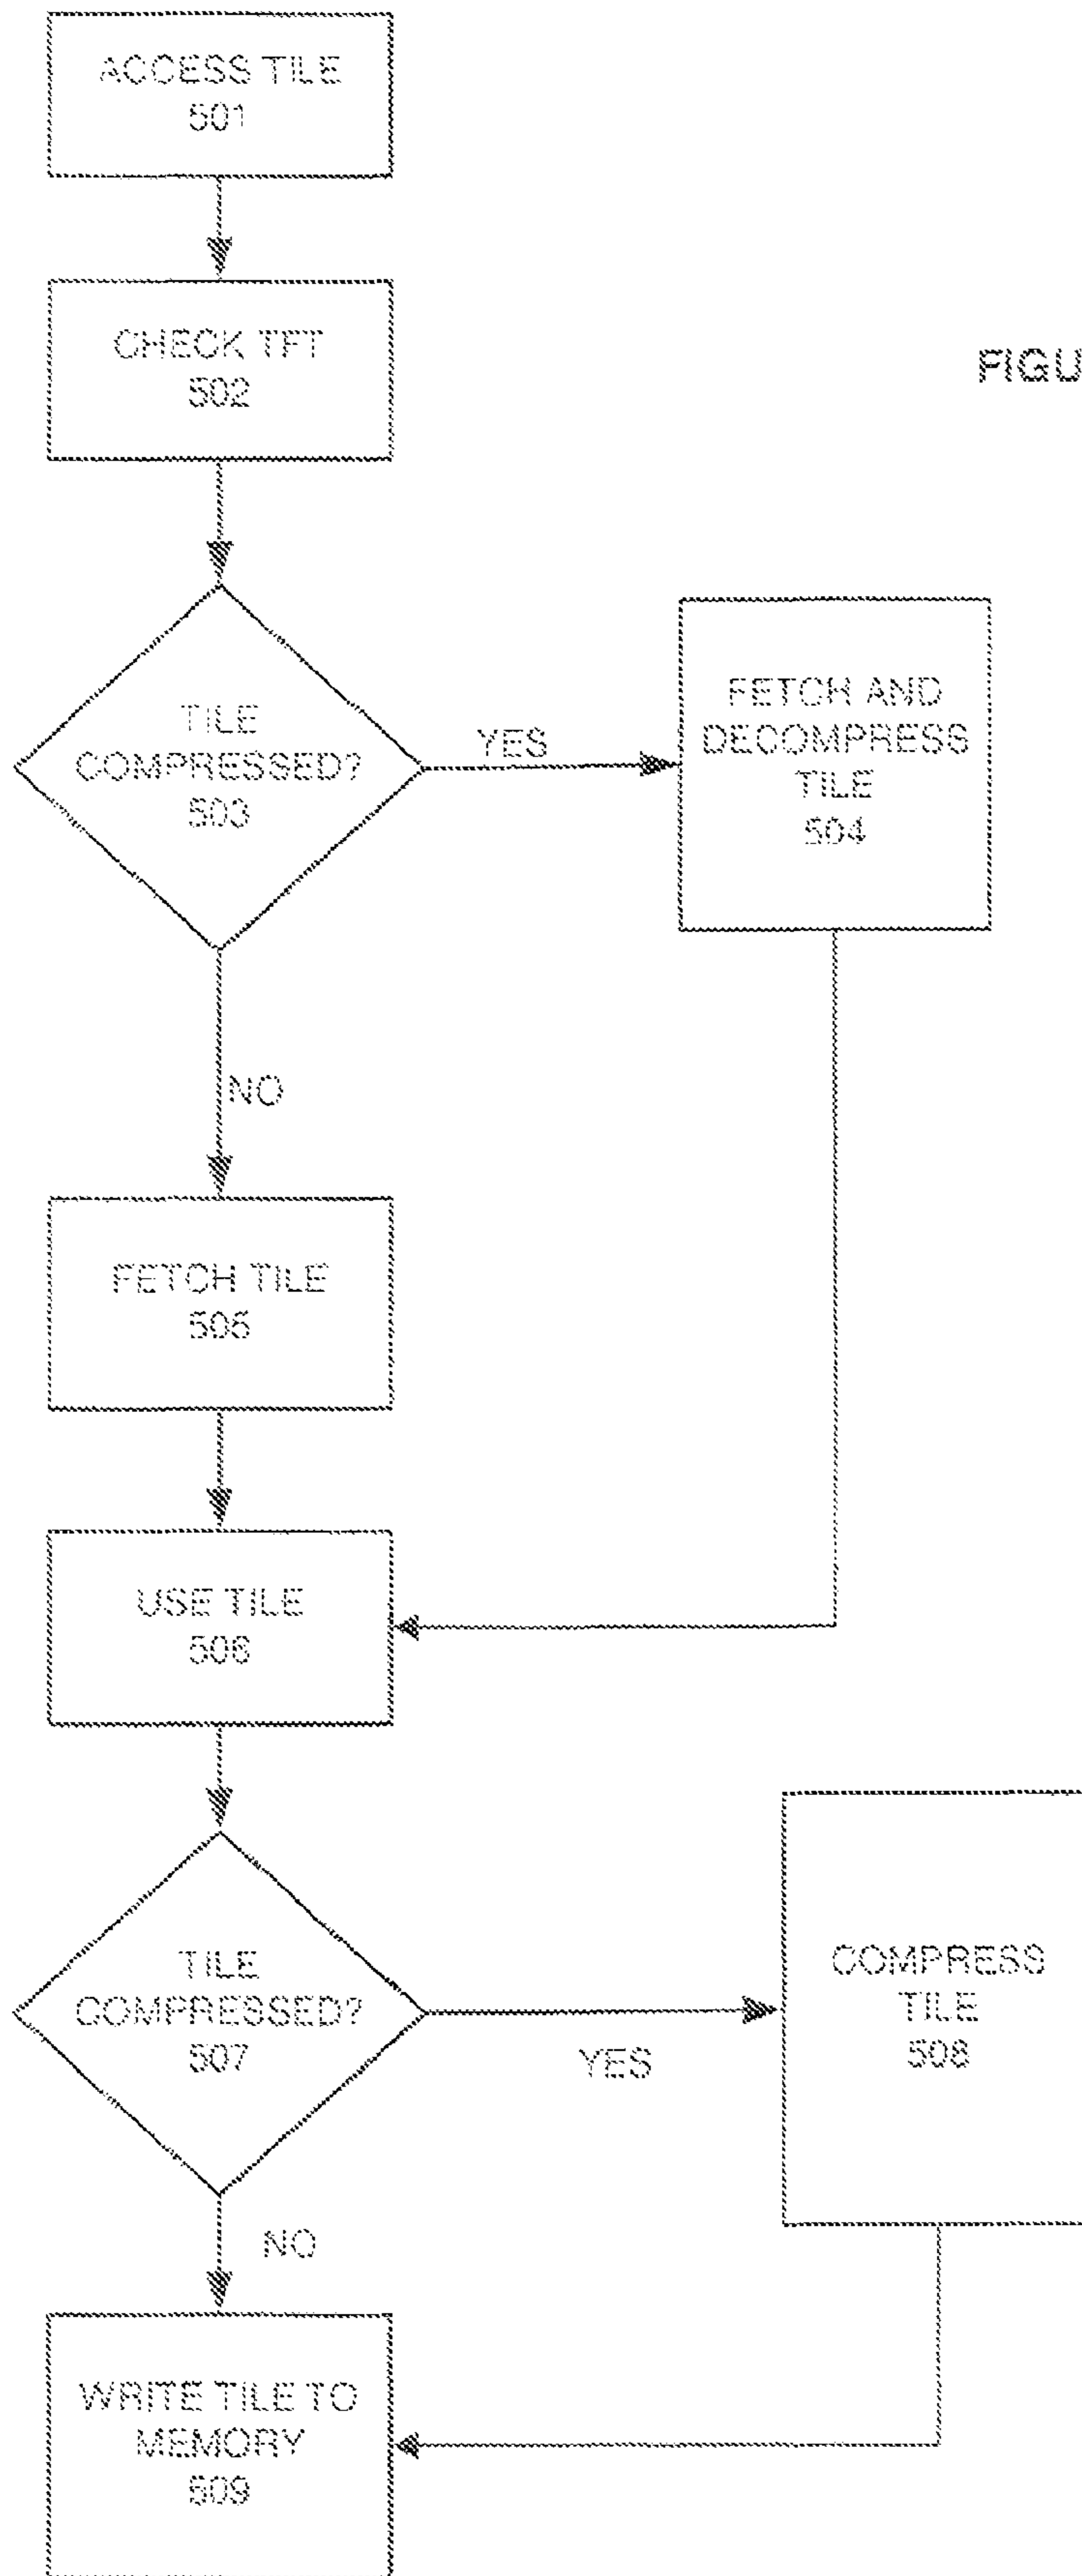 ACCESS TILE
501
CHECK TFT
502
FIGU
TILE
COMPRESSED?
503
YES
FETCH AND
DECOMPRESS
TILE
504
NO
FETCH TILE
505
USE TILE
506
TILE
COMPRESSED?
507
YES
COMPRESS
TILE
508
NO
WRITE TILE TO
MEMORY
509